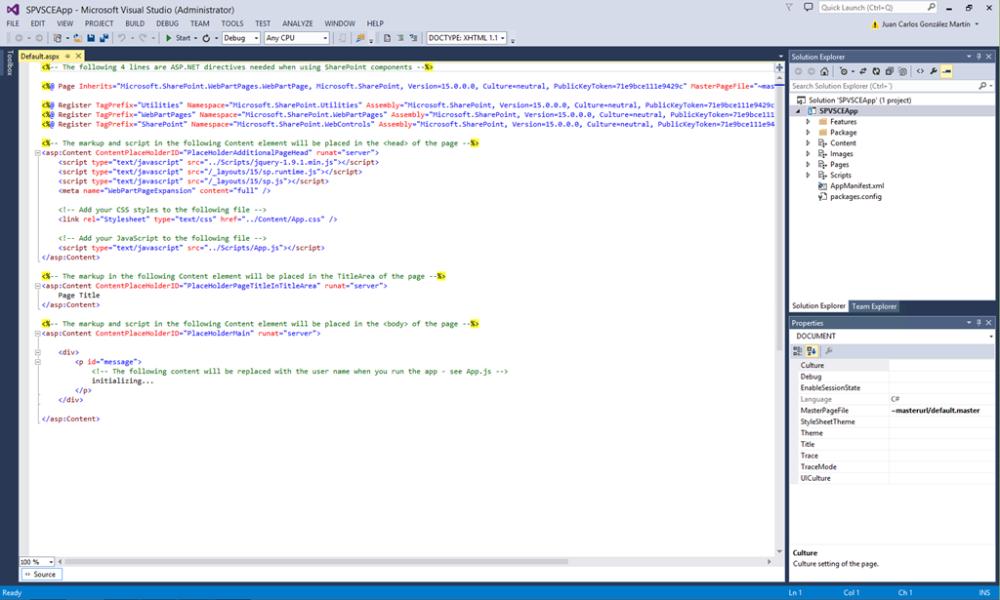 SPVSCEApp - Microsoft Visual Studio (Administrator)
Quick Launch (Ctrl+Q)
FILE EDIT VIEW PROJECT BUILD DEBUG TEAM TOOLS TEST ANALYZE WINDOW HELP
Juan Carlos González Martín
Start Debug Any CPU DOCTYPE: XHTML 1.1
Toolbox
Default.aspx
<%-- The following 4 lines are ASP.NET directives needed when using SharePoint components --%>
<%@ Page Inherits="Microsoft.SharePoint.WebPartPages.WebPartPage, Microsoft.SharePoint, Version=15.0.0.0, Culture=neutral, PublicKeyToken=71e9bce111e9429c" MasterPageFile="~mas
<%@ Register TagPrefix="Utilities" Namespace="Microsoft.SharePoint.Utilities" Assembly="Microsoft.SharePoint, Version=15.0.0.0, Culture=neutral, PublicKeyToken=71e9bce111e9429c
<%@ Register TagPrefix="WebPartPages" Namespace="Microsoft.SharePoint.WebPartPages" Assembly="Microsoft.SharePoint, Version=15.0.0.0, Culture=neutral, PublicKeyToken=71e9bce111e
<%@ Register TagPrefix="SharePoint" Namespace="Microsoft.SharePoint.WebControls" Assembly="Microsoft.SharePoint, Version=15.0.0.0, Culture=neutral, PublicKeyToken=71e9bce111e94
<%-- The markup and script in the following Content element will be placed in the <head> of the page --%>
<asp:Content ContentPlaceHolderID="PlaceHolderAdditionalPageHead" runat="server">
<script type="text/javascript" src="../Scripts/jquery-1.9.1.min.js"></script>
<script type="text/javascript" src="/_layouts/15/sp.runtime.js"></script>
<script type="text/javascript" src="/_layouts/15/sp.js"></script>
<meta name="WebPartPageExpansion" content="full" />
<!-- Add your CSS styles to the following file -->
<link rel="Stylesheet" type="text/css" href="../Content/App.css" />
<!-- Add your JavaScript to the following file -->
<script type="text/javascript" src="../Scripts/App.js"></script>
</asp:Content>
<%-- The markup in the following Content element will be placed in the TitleArea of the page --%>
<asp:Content ContentPlaceHolderID="PlaceHolderPageTitleInTitleArea" runat="server">
Page Title
</asp:Content>
<%-- The markup and script in the following Content element will be placed in the <body> of the page --%>
<asp:Content ContentPlaceHolderID="PlaceHolderMain" runat="server">
<div>
<p id="message">
<!-- The following content will be replaced with the user name when you run the app - see App.js -->
initializing...
</p>
</div>
</asp:Content>
100 %
Source
Solution Explorer
Search Solution Explorer (Ctrl+´)
Solution 'SPVSCEApp' (1 project)
SPVSCEApp
Features
Package
Content
Images
Pages
Scripts
AppManifest.xml
packages.config
Solution Explorer Team Explorer
Properties
DOCUMENT
Culture
Debug
EnableSessionState
Language C#
MasterPageFile ~masterurl/default.master
StyleSheetTheme
Theme
Title
Trace
TraceMode
UICulture
Culture
Culture setting of the page.
Ready Ln 1 Col 1 Ch 1 INS